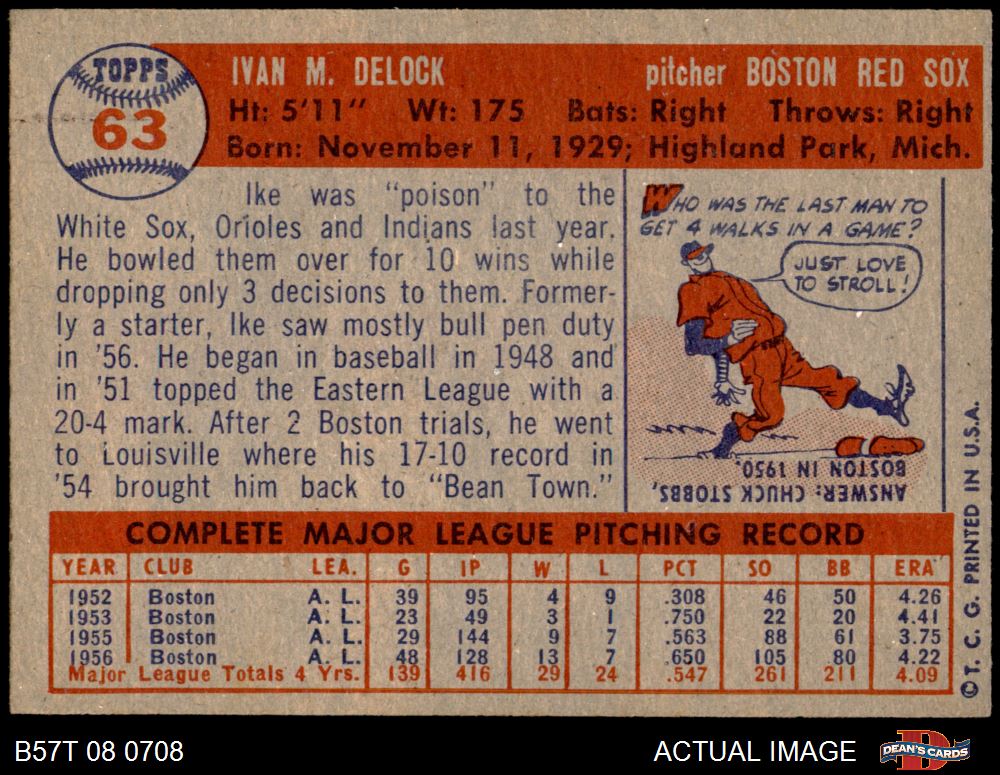 TOPPS
63
IVAN M. DELOCK pitcher BOSTON RED SOX
Ht: 5'11" Wt: 175 Bats: Right Throws: Right
Born: November 11, 1929; Highland Park, Mich.
Ike was "poison" to the
White Sox, Orioles and Indians last year.
He bowled them over for 10 wins while
dropping only 3 decisions to them. Former-
ly a starter, Ike saw mostly bull pen duty
in '56. He began in baseball in 1948 and
in '51 topped the Eastern League with a
20-4 mark. After 2 Boston trials, he went
to Louisville where his 17-10 record in
'54 brought him back to "Bean Town."
WHO WAS THE LAST MAN TO
GET 4 WALKS IN A GAME?
JUST LOVE
TO STROLL!
ANSWER: CHUCK STOBBS,
BOSTON IN 1950.
COMPLETE MAJOR LEAGUE PITCHING RECORD
YEAR CLUB LEA. G IP W L PCT SO BB ERA
1952 Boston A. L. 39 95 4 9 .308 46 50 4.26
1953 Boston A. L. 23 49 3 1 .750 22 20 4.41
1955 Boston A. L. 29 144 9 7 .563 88 61 3.75
1956 Boston A. L. 48 128 13 7 .650 105 80 4.22
Major League Totals 4 Yrs. 139 416 29 24 .547 261 211 4.09
© T. C. G. PRINTED IN U.S.A.
B57T 08 0708 ACTUAL IMAGE DEAN'S CARDS